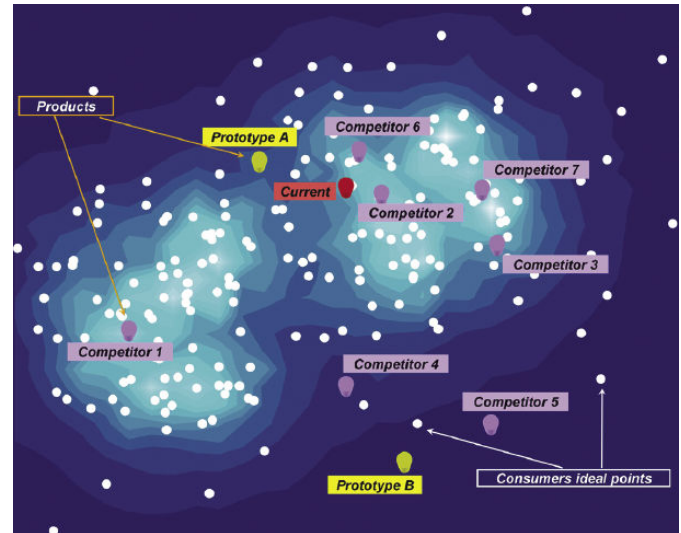 Products
Prototype A
Competitor 6
Competitor 7
Current
Competitor 2
Competitor 3
Competitor 1
Competitor 4
Competitor 5
Prototype B
Consumers ideal points